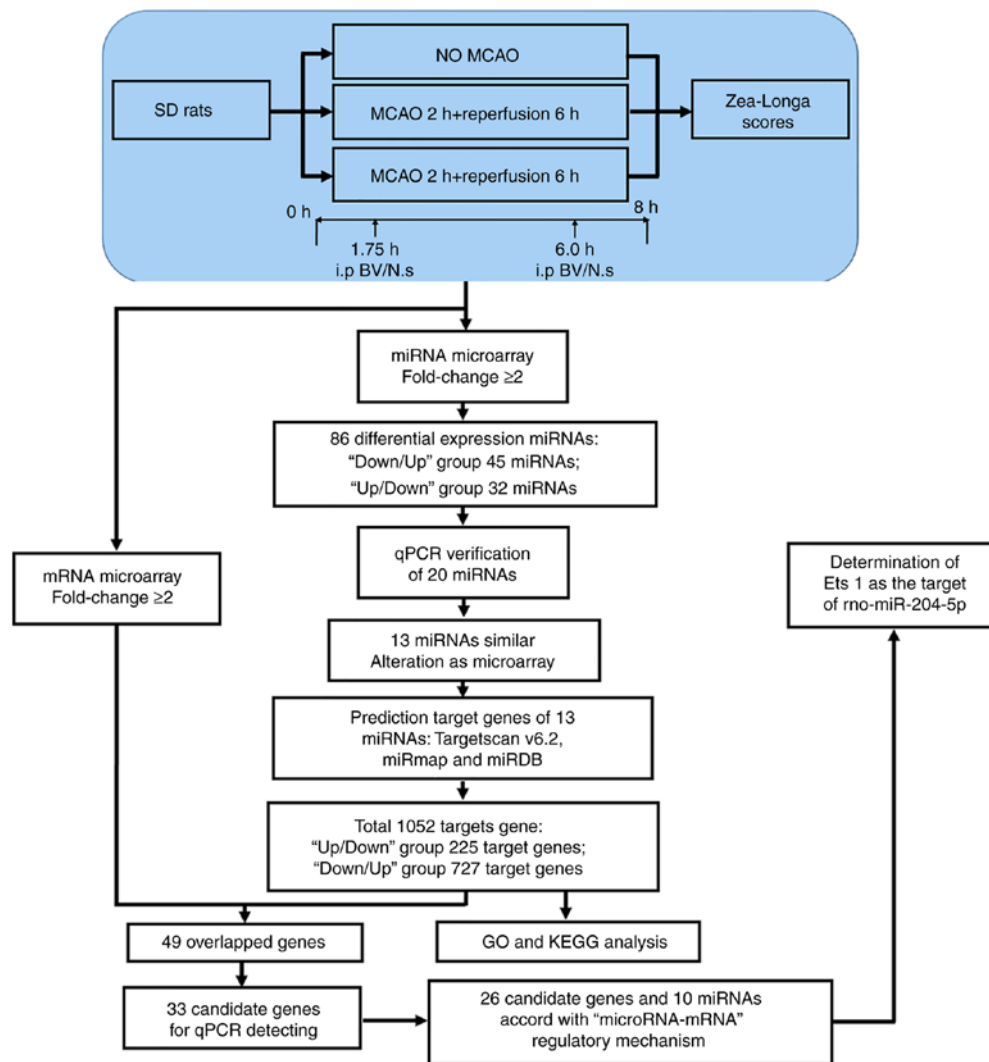 NO MCAO
SD rats
MCAO 2 h+reperfusion 6 h
Zea-Longa
scores
MCAO 2 h+reperfusion 6 h
0 h
8 h
1.75 h
i.p BV/N.s
6.0 h
i.p BV/N.s
miRNA microarray
Fold-change ≥2
86 differential expression miRNAs:
“Down/Up” group 45 miRNAs;
“Up/Down” group 32 miRNAs
mRNA microarray
Fold-change ≥2
qPCR verification
of 20 miRNAs
Determination of
Ets 1 as the target
of rno-miR-204-5p
13 miRNAs similar
Alteration as microarray
Prediction target genes of 13
miRNAs: Targetscan v6.2,
miRmap and miRDB
Total 1052 targets gene:
“Up/Down” group 225 target genes;
“Down/Up” group 727 target genes
49 overlapped genes
GO and KEGG analysis
33 candidate genes
for qPCR detecting
26 candidate genes and 10 miRNAs
accord with “microRNA-mRNA”
regulatory mechanism